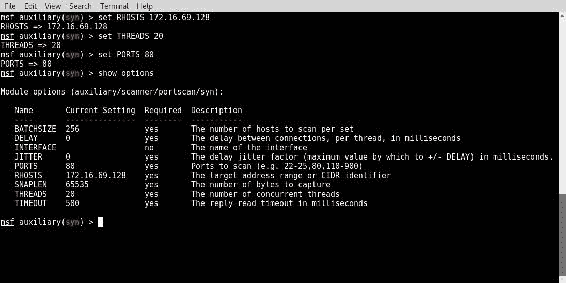 File Edit View Search Terminal Help
msf auxiliary(syn) > set RHOSTS 172.16.69.128
RHOSTS => 172.16.69.128
msf auxiliary(syn) > set THREADS 20
THREADS => 20
msf auxiliary(syn) > set PORTS 80
PORTS => 80
msf auxiliary(syn) > show options
Module options (auxiliary/scanner/portscan/syn):
Name Current Setting Required Description
---- --------------- -------- -----------
BATCHSIZE 256 yes The number of hosts to scan per set
DELAY 0 yes The delay between connections, per thread, in milliseconds
INTERFACE no The name of the interface
JITTER 0 yes The delay jitter factor (maximum value by which to +/- DELAY) in milliseconds.
PORTS 80 yes Ports to scan (e.g. 22-25,80,110-900)
RHOSTS 172.16.69.128 yes The target address range or CIDR identifier
SNAPLEN 65535 yes The number of bytes to capture
THREADS 20 yes The number of concurrent threads
TIMEOUT 500 yes The reply read timeout in milliseconds
msf auxiliary(syn) >